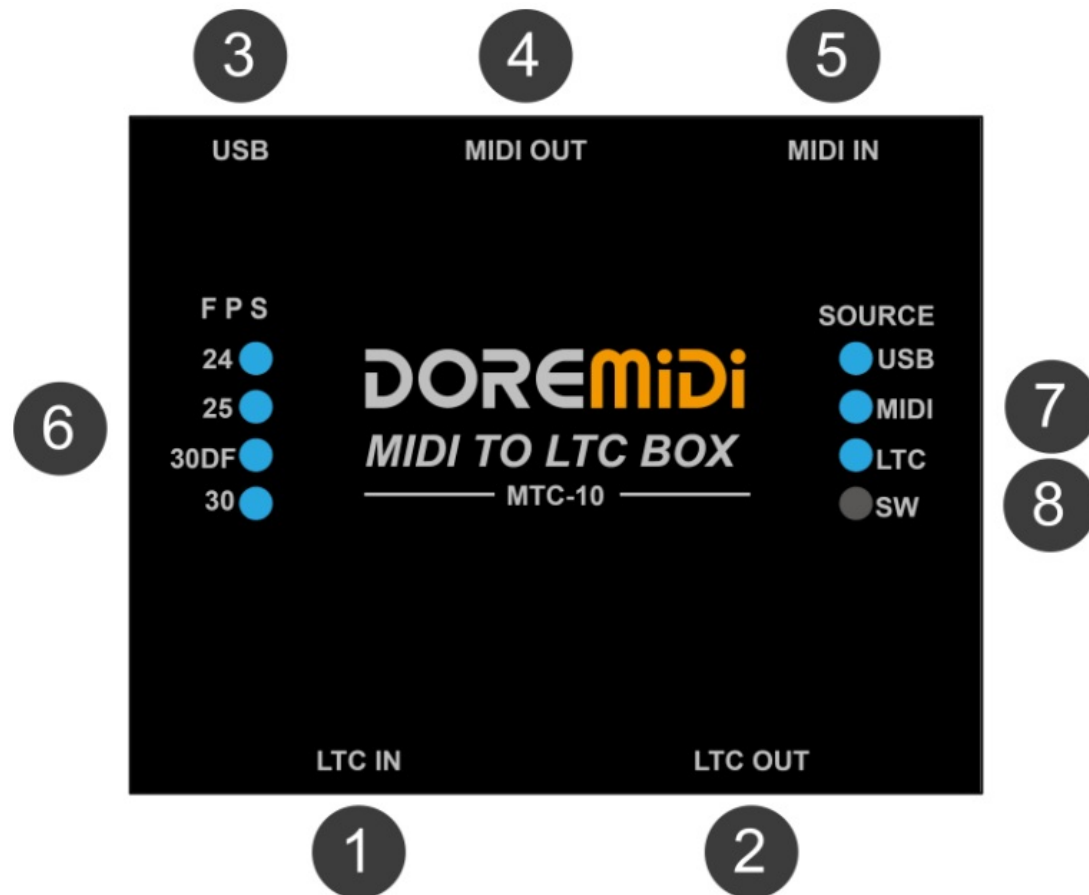 3 4 5
USB MIDI OUT MIDI IN
F P S
SOURCE
24
USB
25
MIDI
30DF
LTC
30
SW
DOREMiDi
MIDI TO LTC BOX
MTC-10
6
7
8
LTC IN LTC OUT
1 2